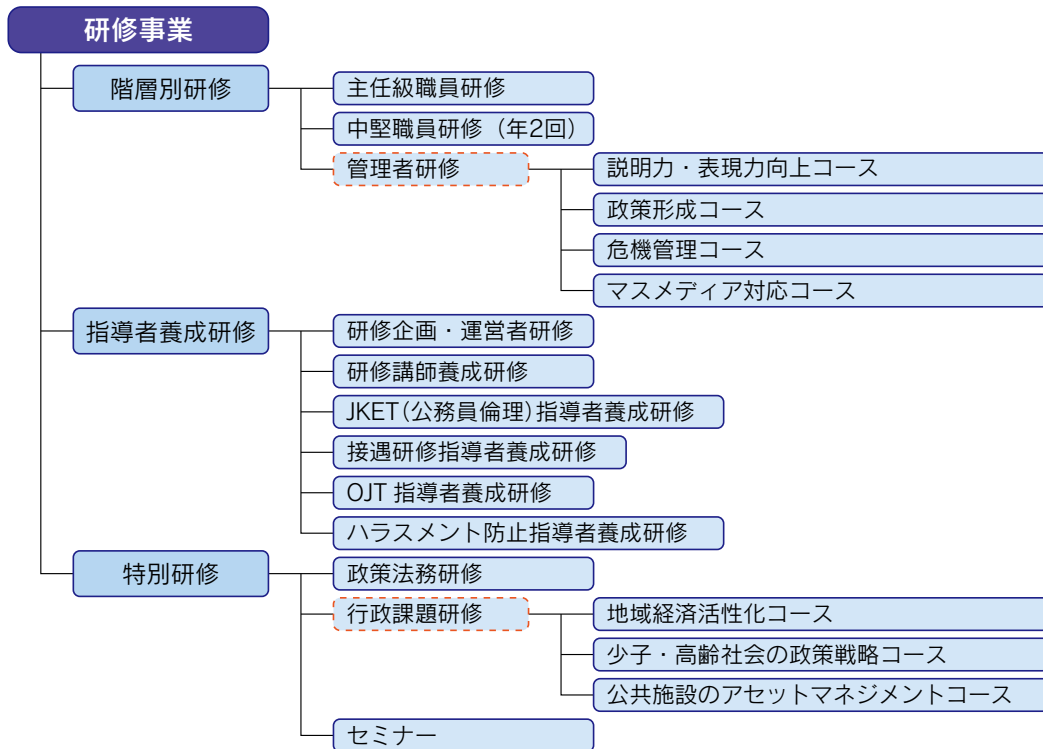 研修事業
階層別研修
主任級職員研修
中堅職員研修（年2回）
管理者研修
説明力・表現力向上コース
政策形成コース
危機管理コース
マスメディア対応コース
指導者養成研修
研修企画・運営者研修
研修講師養成研修
JKET（公務員倫理）指導者養成研修
接遇研修指導者養成研修
OJT 指導者養成研修
ハラスメント防止指導者養成研修
特別研修
政策法務研修
行政課題研修
地域経済活性化コース
少子・高齢社会の政策戦略コース
公共施設のアセットマネジメントコース
セミナー